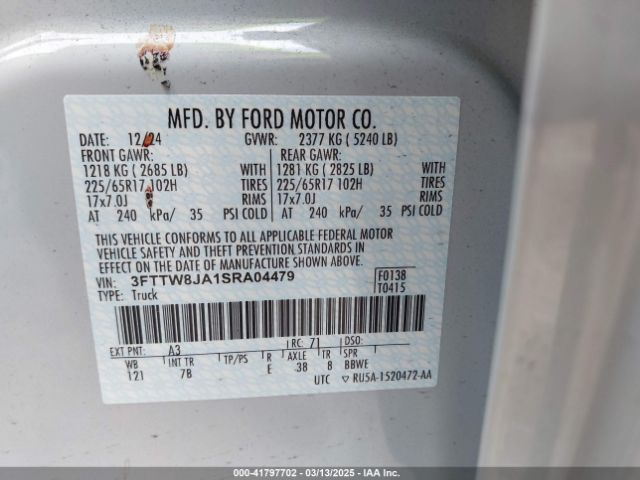 MFD. BY FORD MOTOR CO.
DATE: 12/24 GVWR: 2377 KG ( 5240 LB)
FRONT GAWR: REAR GAWR:
1218 KG ( 2685 LB) WITH 1281 KG ( 2825 LB) WITH
225/65R17 102H TIRES 225/65R17 102H TIRES
17x7.0J RIMS 17x7.0J RIMS
AT 240 kPa/ 35 PSI COLD AT 240 kPa/ 35 PSI COLD
THIS VEHICLE CONFORMS TO ALL APPLICABLE FEDERAL MOTOR
VEHICLE SAFETY AND THEFT PREVENTION STANDARDS IN
EFFECT ON THE DATE OF MANUFACTURE SHOWN ABOVE.
VIN: 3FTTW8JA1SRA04479 F0138
TYPE: Truck T0415
EXT PNT: A3 RC: 71 DSO:
WB INT TR TP/PS R AXLE TR SPR
121 7B E 38 8 BBWE
UTC ▽ RU5A-1520472-AA
000-41797702 - 03/13/2025 - IAA Inc.